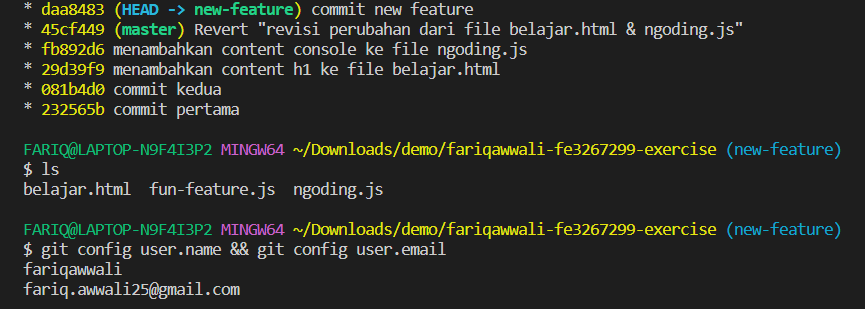 * daa8483 (HEAD -> new-feature) commit new feature
* 45cf449 (master) Revert "revisi perubahan dari file belajar.html & ngoding.js"
* fb892d6 menambahkan content console ke file ngoding.js
* 29d39f9 menambahkan content h1 ke file belajar.html
* 081b4d0 commit kedua
* 232565b commit pertama
FARIQ@LAPTOP-N9F4I3P2 MINGW64 ~/Downloads/demo/fariqawwali-fe3267299-exercise (new-feature)
$ ls
belajar.html  fun-feature.js  ngoding.js
FARIQ@LAPTOP-N9F4I3P2 MINGW64 ~/Downloads/demo/fariqawwali-fe3267299-exercise (new-feature)
$ git config user.name && git config user.email
fariqawwali
fariq.awwali25@gmail.com